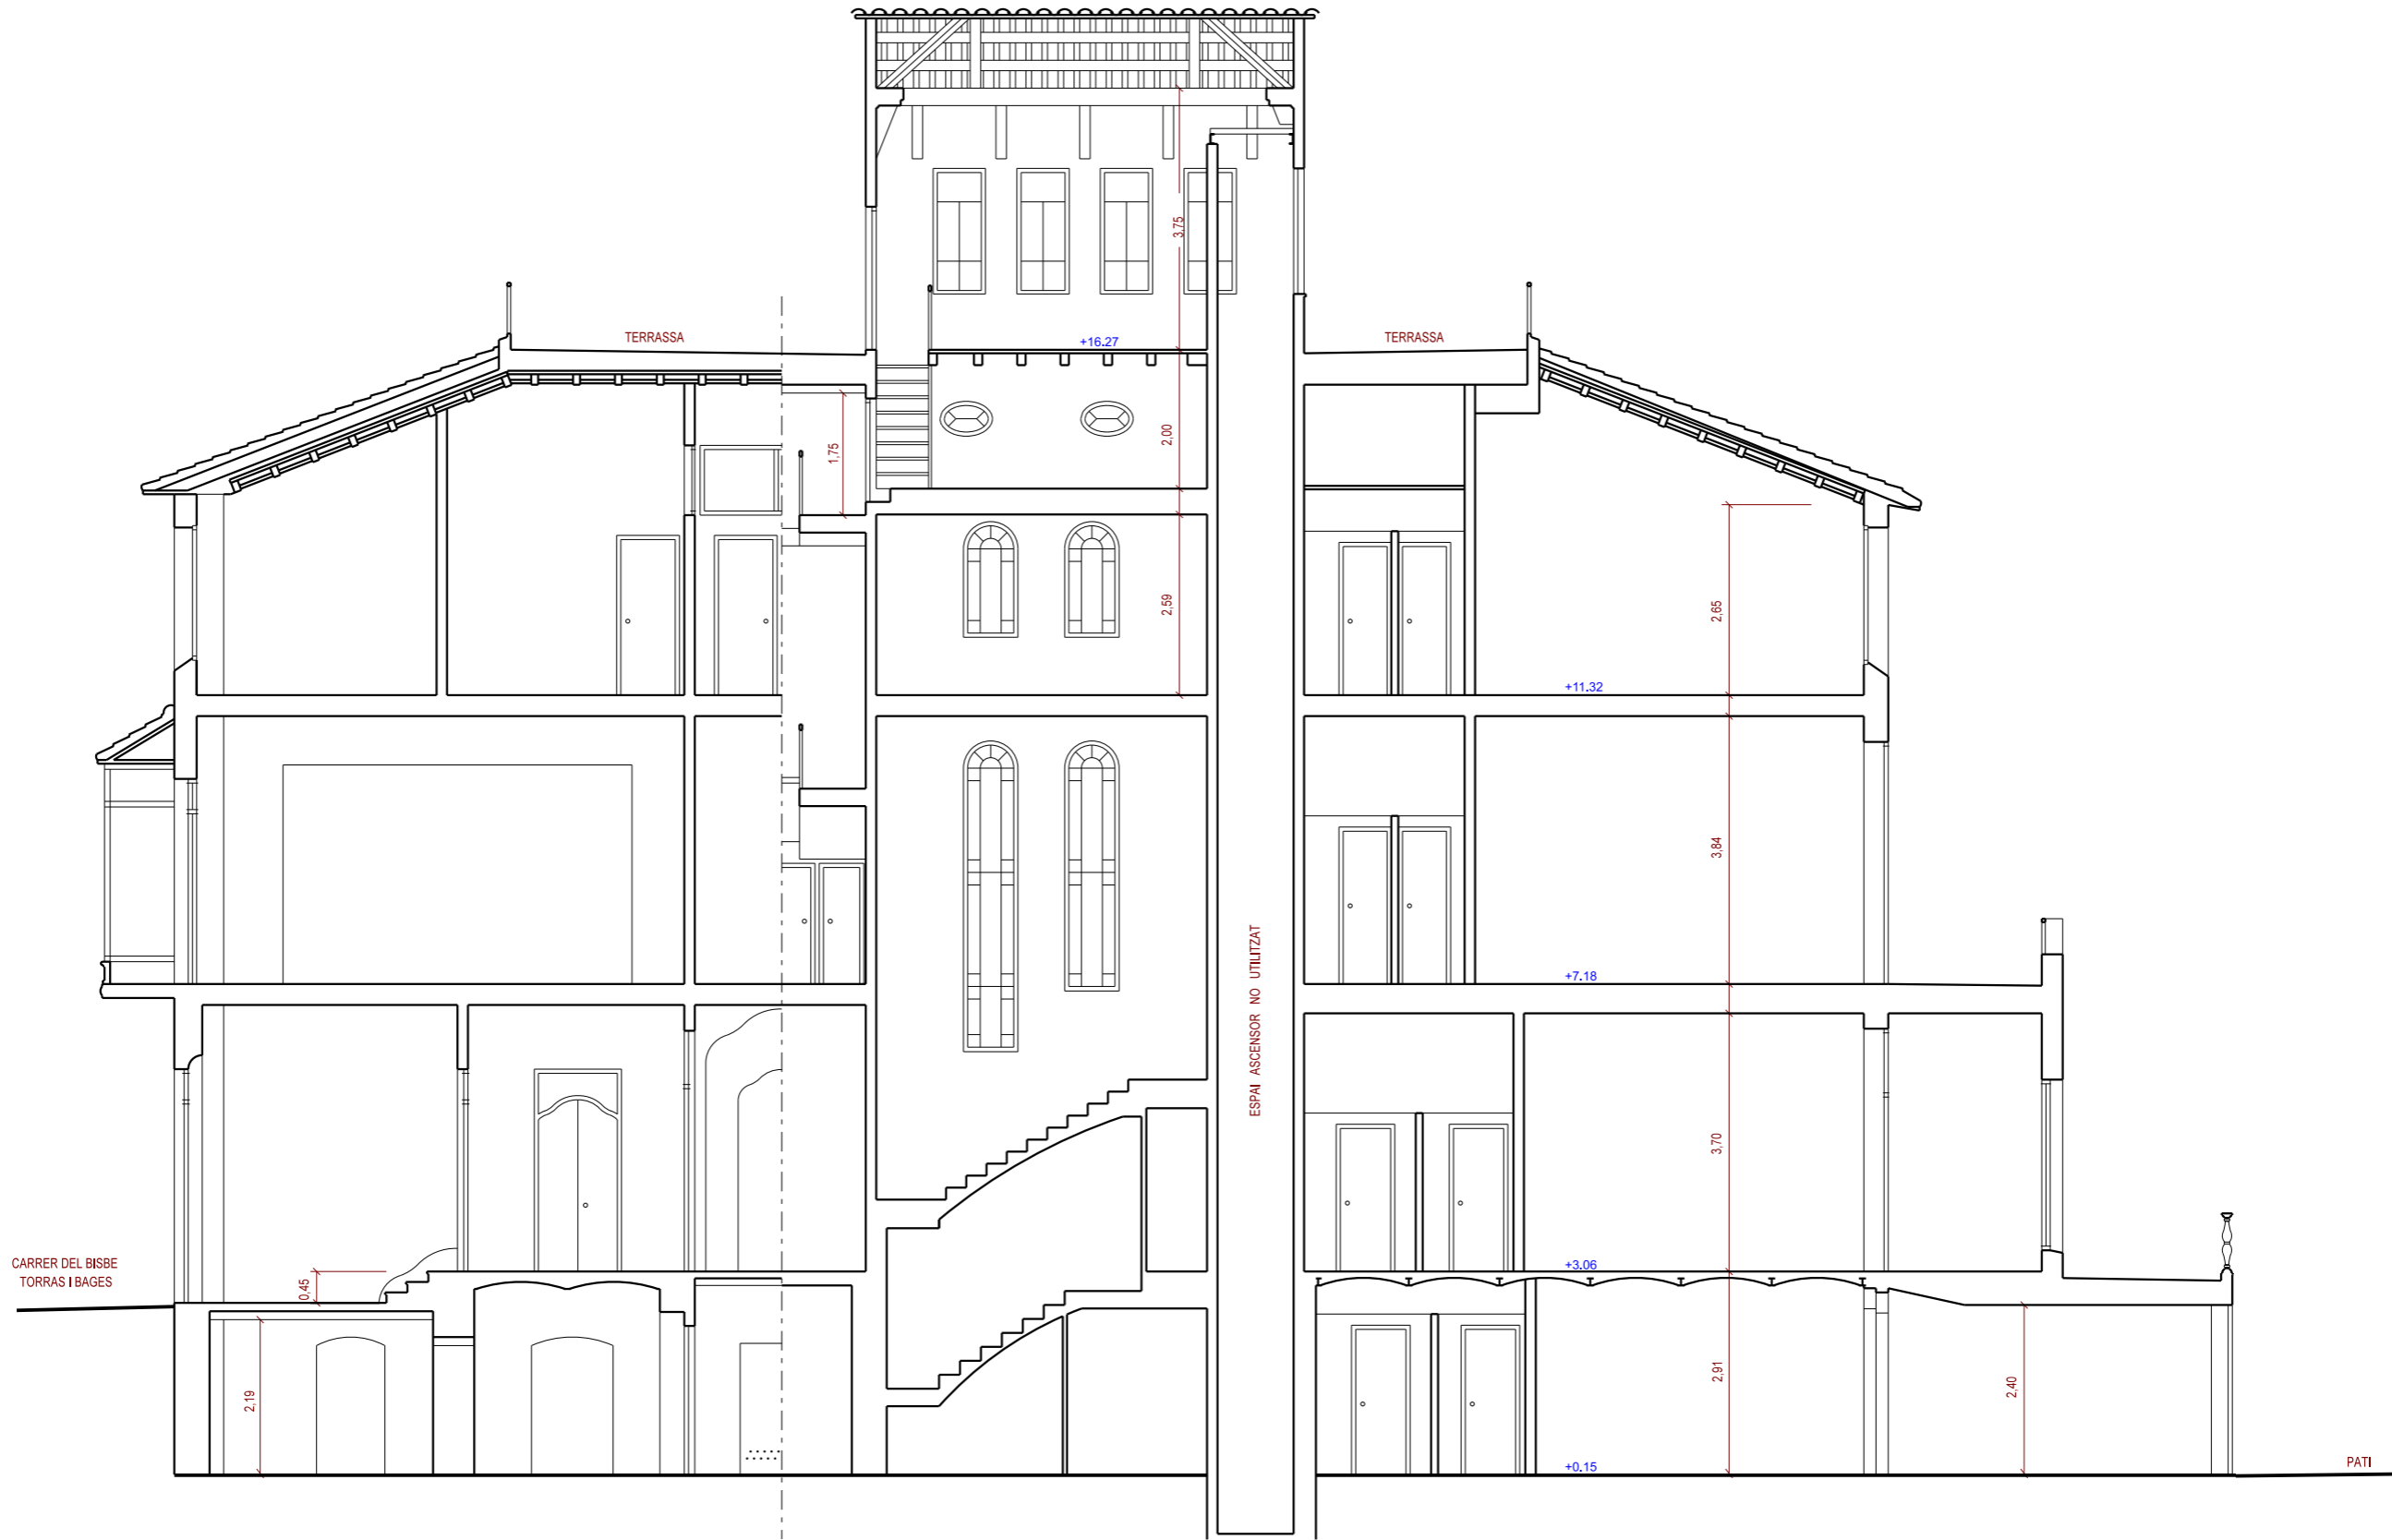 3,75
TERRASSA
+16.27
TERRASSA
1,75
2,00
2,59
2,65
+11.32
3,84
ESPAI ASCENSOR NO UTILITZAT
+7.18
3,70
CARRER DEL BISBE
TORRAS I BAGES
0,45
+3.06
2,19
2,91
2,40
+0.15
PATI